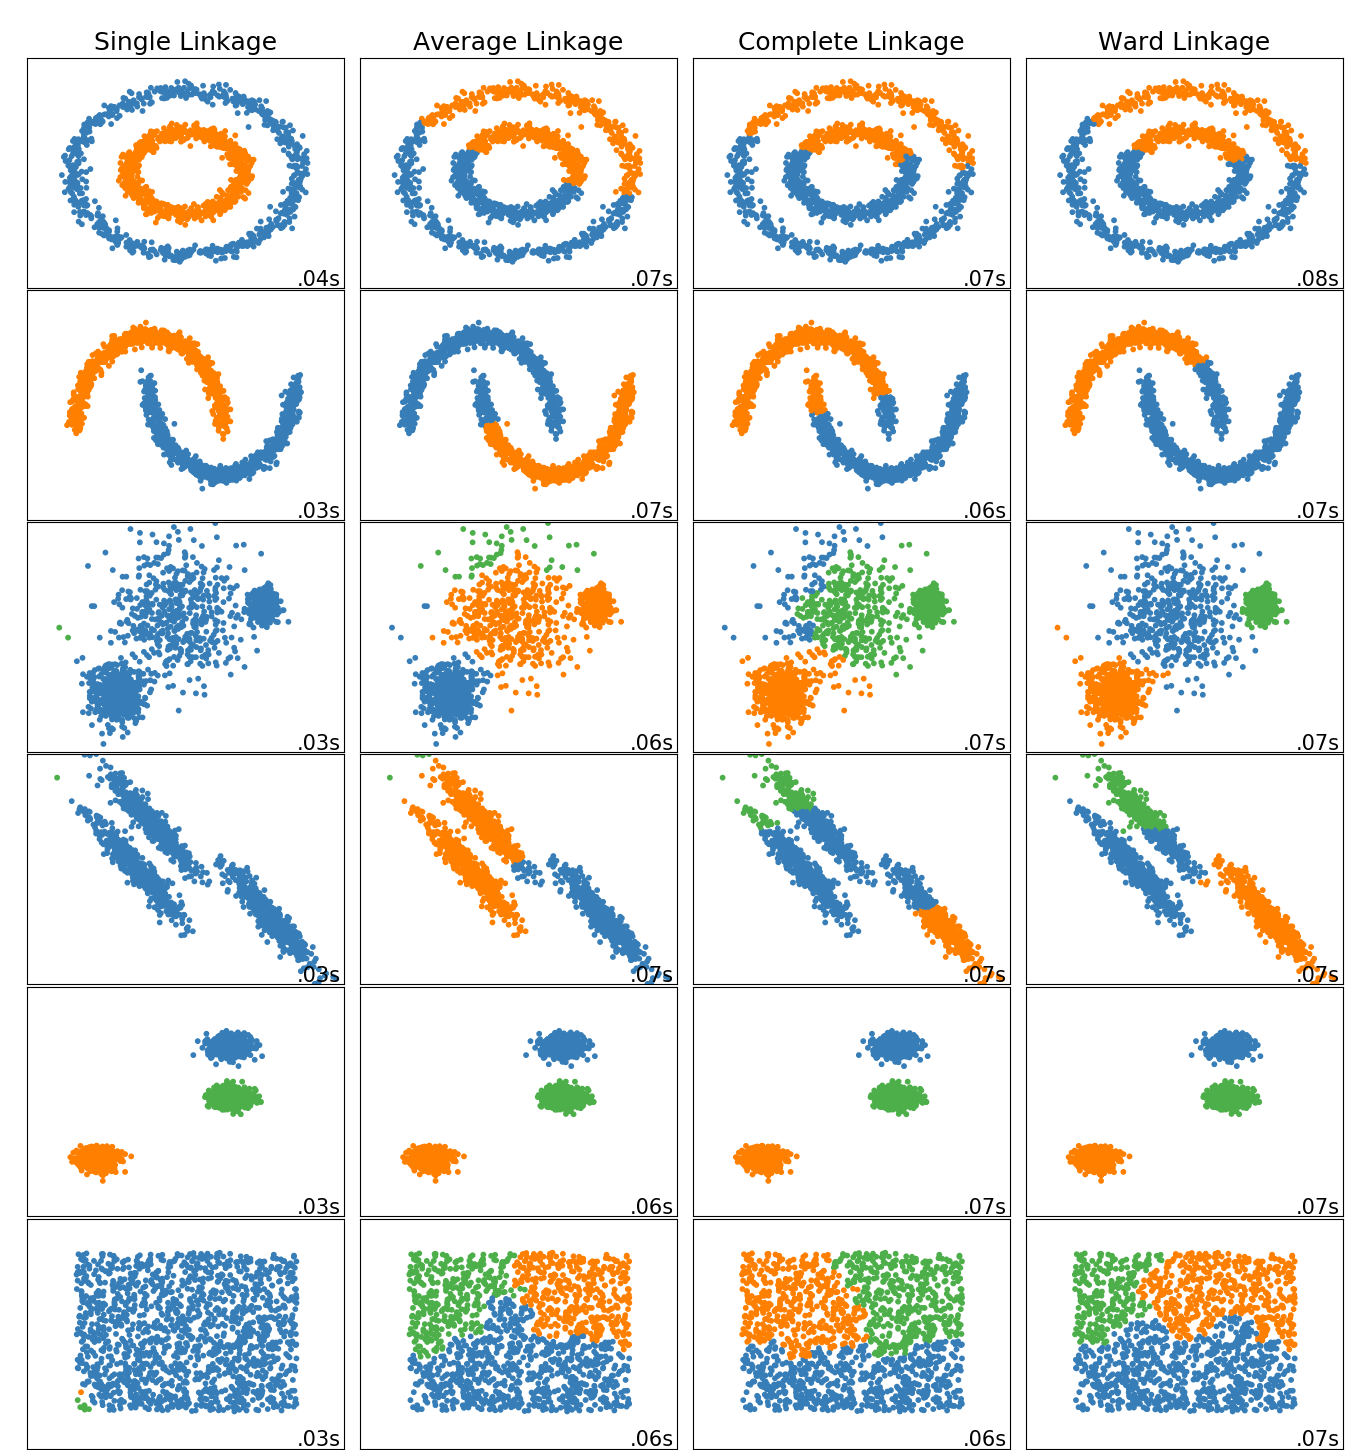 Single Linkage Average Linkage Complete Linkage Ward Linkage
.04s .07s .07s .08s
.03s .07s .06s .07s
.03s .06s .07s .07s
.03s .07s .07s .07s
.03s .06s .07s .07s
.03s .06s .06s .07s